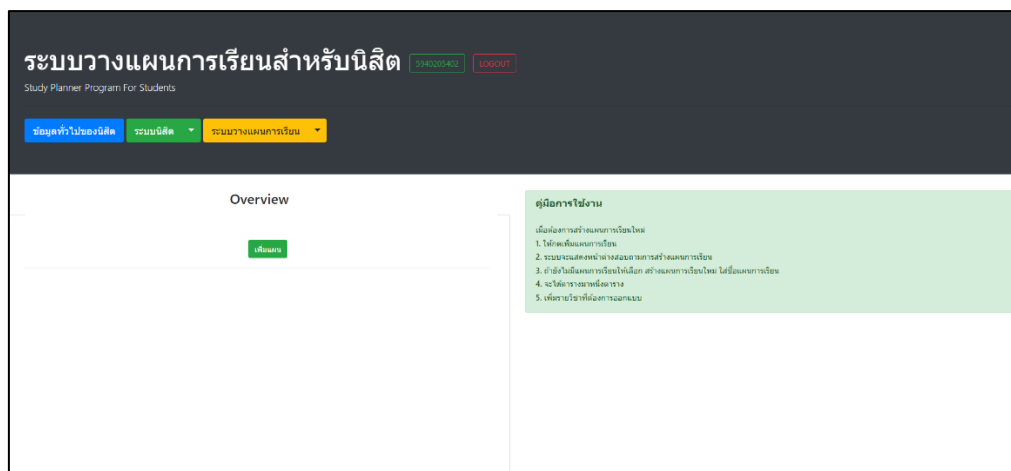 ระบบวางแผนการเรียนสำหรับนิสิต 5940205402 LOGOUT
Study Planner Program For Students
ข้อมูลทั่วไปของนิสิต ระบบนิสิต ระบบวางแผนการเรียน
Overview
เพิ่มแผน
คู่มือการใช้งาน
เมื่อต้องการสร้างแผนการเรียนใหม่
1. ให้กดเพิ่มแผนการเรียน
2. ระบบจะแสดงหน้าต่างสอบถามการสร้างแผนการเรียน
3. ถ้ายังไม่มีแผนการเรียนให้เลือก สร้างแผนการเรียนใหม่ ใส่ชื่อแผนการเรียน
4. จะได้ตารางมาหนึ่งตาราง
5. เพิ่มรายวิชาที่ต้องการออกแบบ